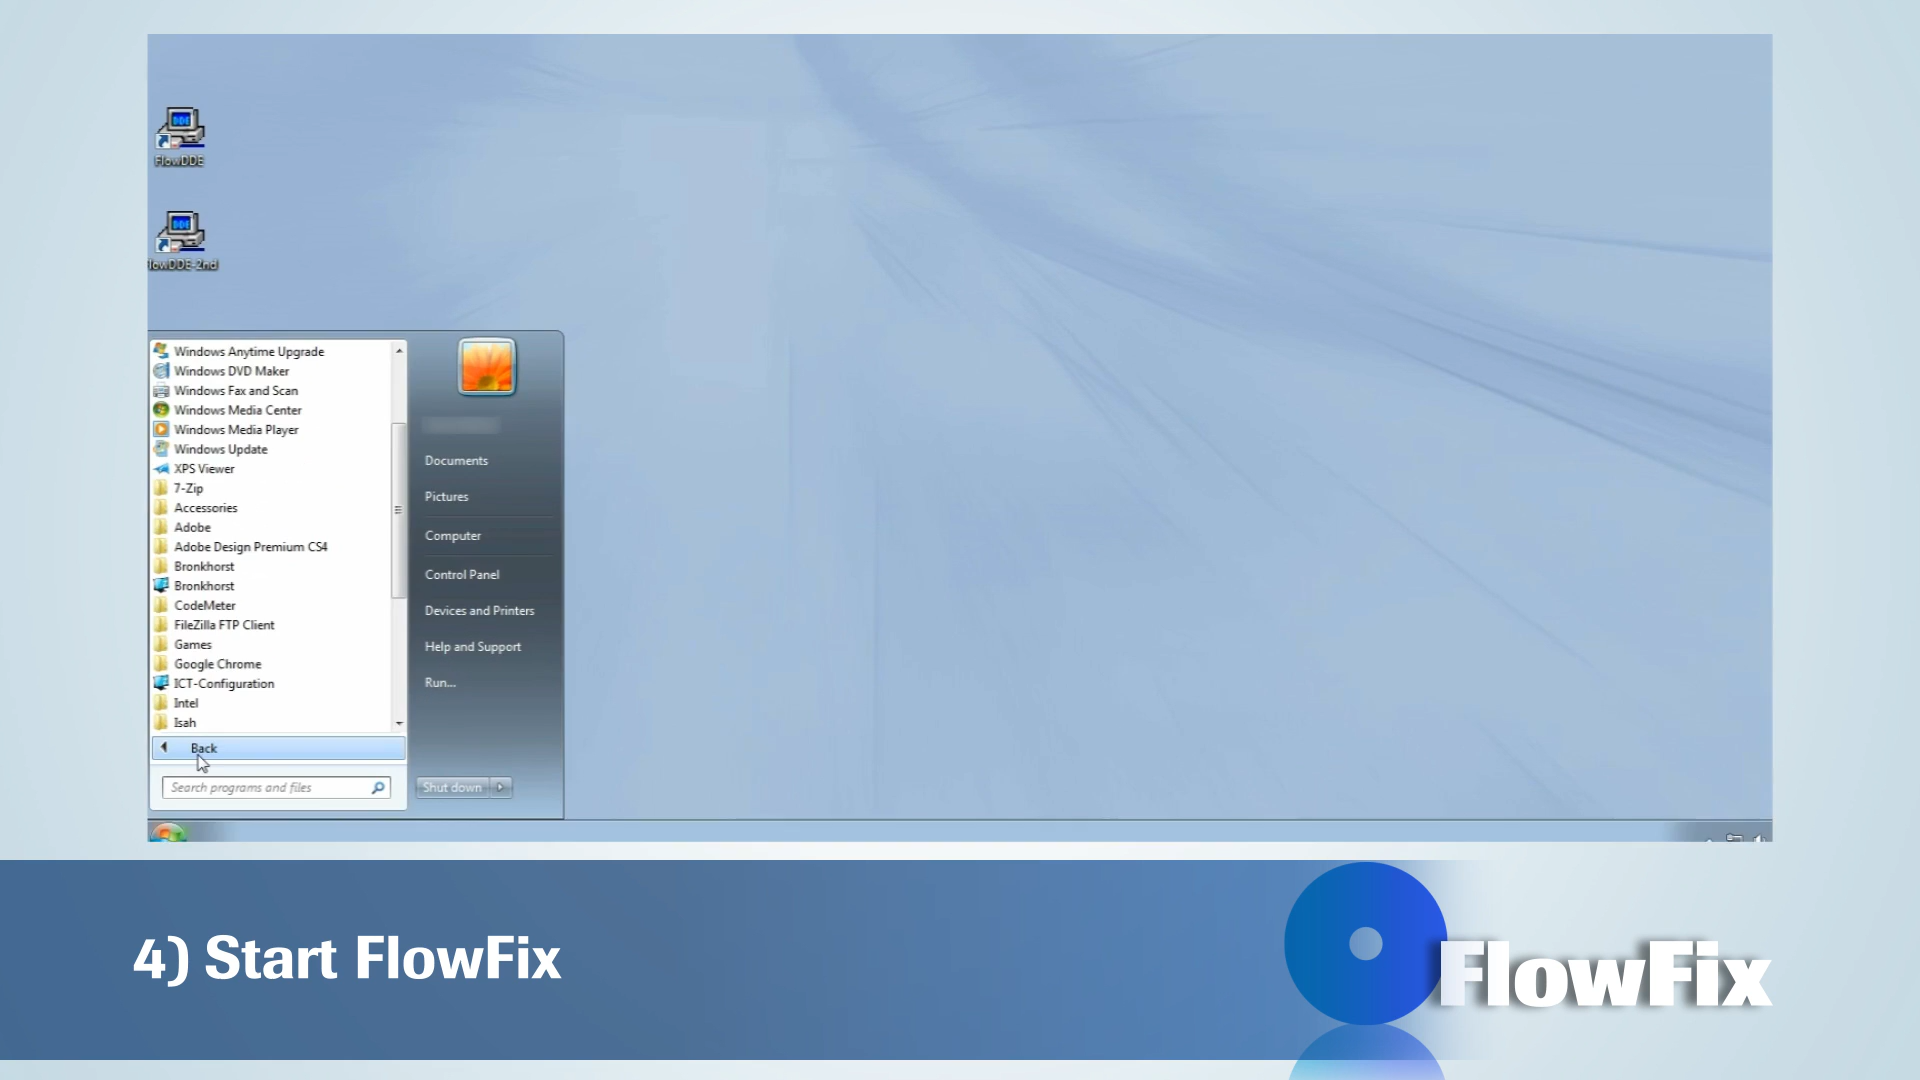 FlowDDE
lowDDE-2nd
Windows Anytime Upgrade
Windows DVD Maker
Windows Fax and Scan
Windows Media Center
Windows Media Player
Windows Update
XPS Viewer
7-Zip
Accessories
Adobe
Adobe Design Premium CS4
Bronkhorst
Bronkhorst
CodeMeter
FileZilla FTP Client
Games
Google Chrome
ICT-Configuration
Intel
Isah
Back
Search programs and files
Documents
Pictures
Computer
Control Panel
Devices and Printers
Help and Support
Run...
Shut down
4) Start FlowFix
FlowFix